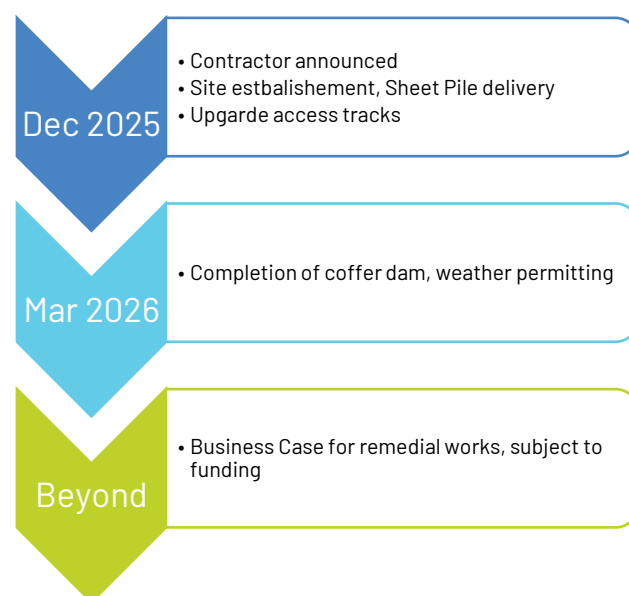 Dec 2025
• Contractor announced
• Site estbalishement, Sheet Pile delivery
• Upgarde access tracks
Mar 2026
• Completion of coffer dam, weather permitting
Beyond
• Business Case for remedial works, subject to
funding